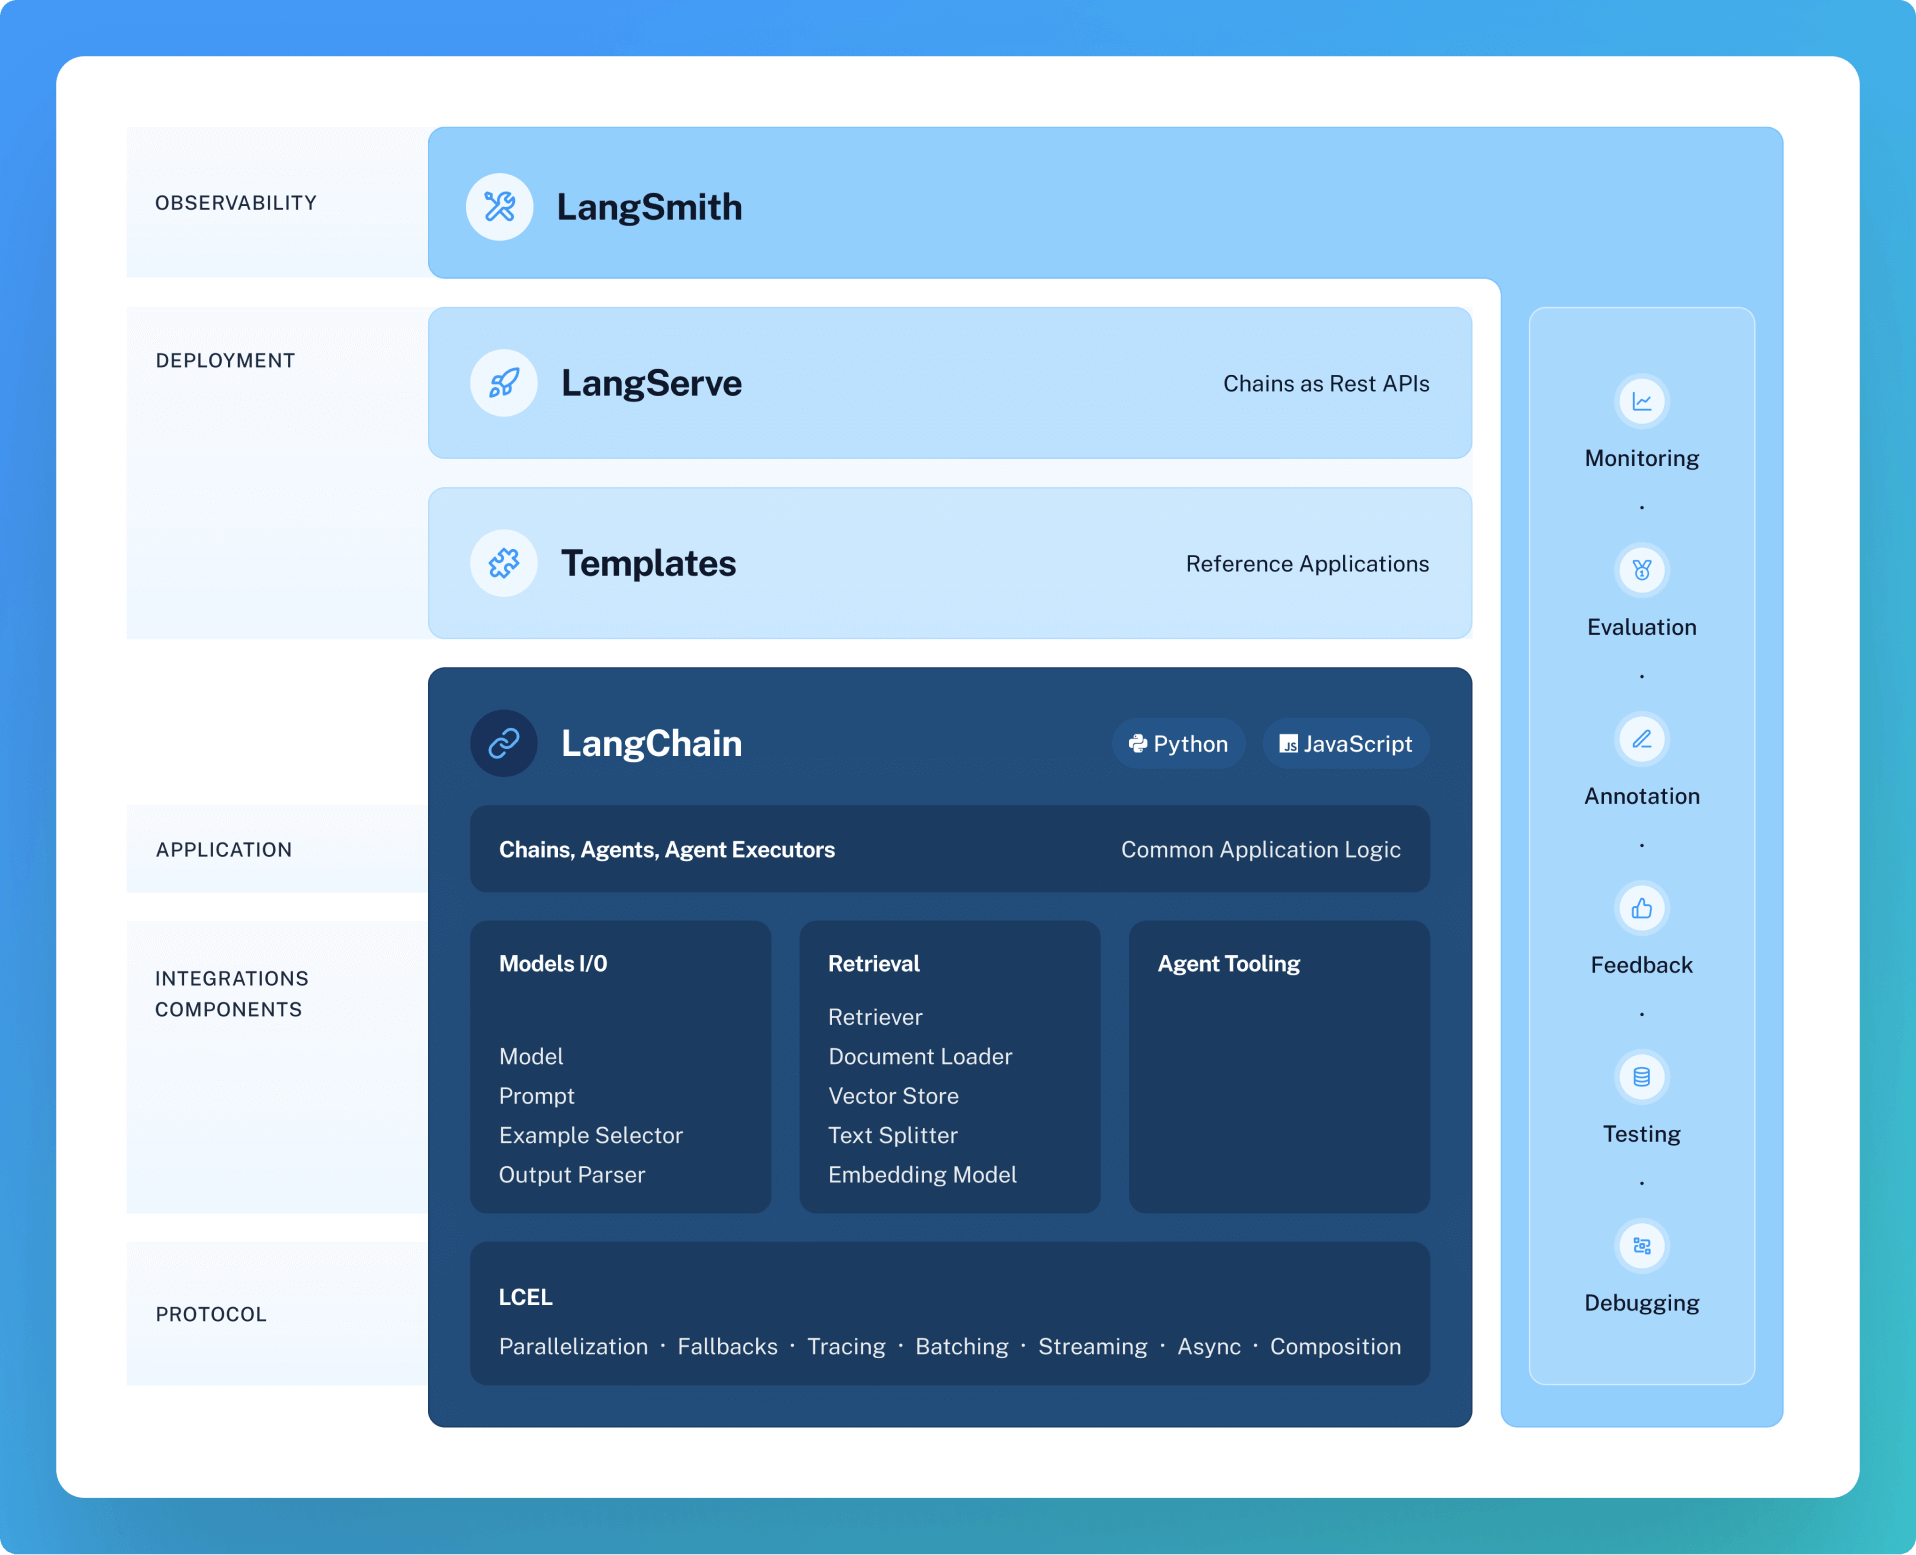 OBSERVABILITY
LangSmith
DEPLOYMENT
LangServe
Chains as Rest APIs
Templates
Reference Applications
LangChain
Python
JavaScript
APPLICATION
Chains, Agents, Agent Executors
Common Application Logic
INTEGRATIONS
COMPONENTS
Models I/0
Model
Prompt
Example Selector
Output Parser
Retrieval
Retriever
Document Loader
Vector Store
Text Splitter
Embedding Model
Agent Tooling
PROTOCOL
LCEL
Parallelization · Fallbacks · Tracing · Batching · Streaming · Async · Composition
Monitoring
·
Evaluation
·
Annotation
·
Feedback
·
Testing
·
Debugging